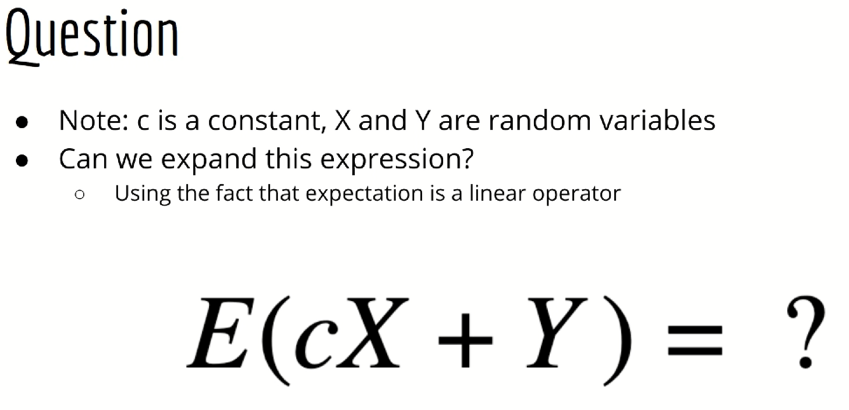 Question
● Note: c is a constant, X and Y are random variables
● Can we expand this expression?
○ Using the fact that expectation is a linear operator
E(cX + Y) = ?